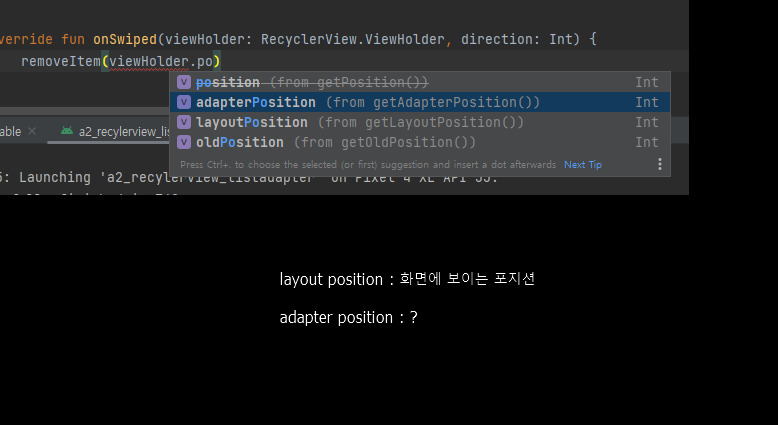 verride fun onSwiped(viewHolder: RecyclerView.ViewHolder, direction: Int) {
removeItem(viewHolder.po)
position (from getPosition()) Int
adapterPosition (from getAdapterPosition()) Int
layoutPosition (from getLayoutPosition()) Int
oldPosition (from getOldPosition()) Int
Press Ctrl+. to choose the selected (or first) suggestion and insert a dot afterwards Next Tip
able × a2_recylerview_lis
5: Launching 'a2_recylerview_listadapter' on Pixel 4 XL API 33.
layout position : 화면에 보이는 포지션
adapter position : ?